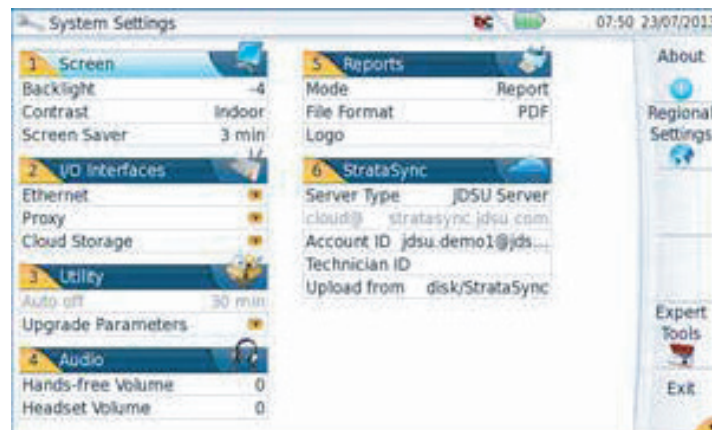 System Settings
DC
07:50 23/07/2013
1 Screen
Backlight -4
Contrast Indoor
Screen Saver 3 min
2 I/O Interfaces
Ethernet
Proxy
Cloud Storage
3 Utility
Auto off 30 min
Upgrade Parameters
4 Audio
Hands-free Volume 0
Headset Volume 0
5 Reports
Mode Report
File Format PDF
Logo
6 StrataSync
Server Type JDSU Server
cloud@ stratasync.jdsu.com
Account ID jdsu.demo1@jds...
Technician ID
Upload from disk/StrataSync
About
Regional
Settings
Expert
Tools
Exit